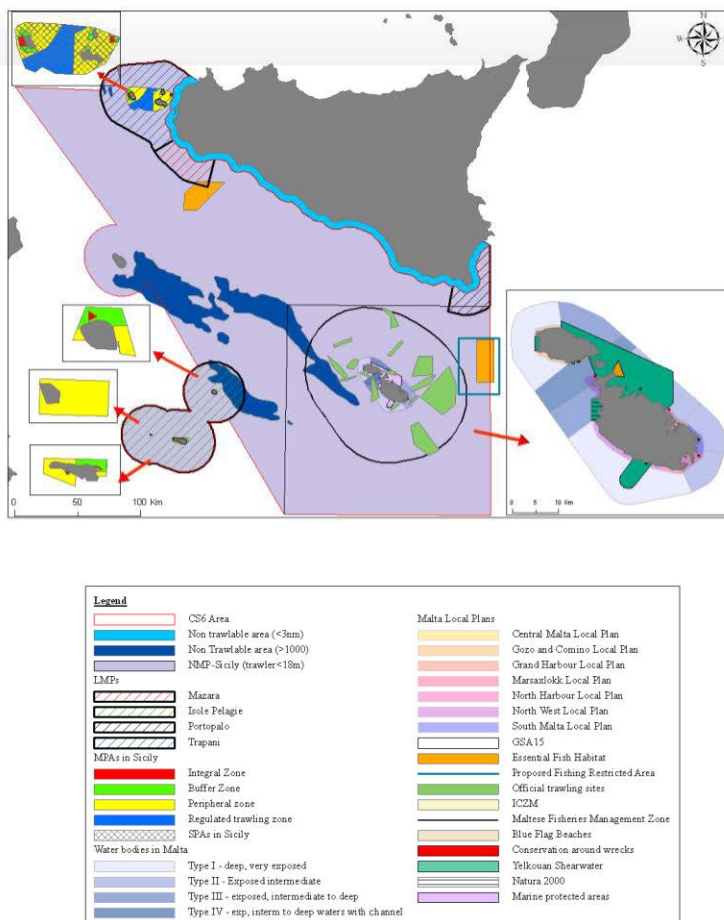 N
W
E
S
0 50 100 Km
0 5 10 Km
Legend
CS6 Area
Non trawlable area (<3nm)
Non Trawlable area (>1000)
NMP-Sicily (trawler<18m)
LMPs
Mazara
Isole Pelagie
Portopalo
Trapani
MPAs in Sicily
Integral Zone
Buffer Zone
Peripheral zone
Regulated trawling zone
SPAs in Sicily
Water bodies in Malta
Type I - deep, very exposed
Type II - Exposed intermediate
Type III - exposed, intermediate to deep
Type IV - exp, interm to deep waters with channel
Malta Local Plans
Central Malta Local Plan
Gozo and Comino Local Plan
Grand Harbour Local Plan
Marsaxlokk Local Plan
North Harbour Local Plan
North West Local Plan
South Malta Local Plan
GSA15
Essential Fish Habitat
Proposed Fishing Restricted Area
Official trawling sites
ICZM
Maltese Fisheries Management Zone
Blue Flag Beaches
Conservation around wrecks
Yelkouan Shearwater
Natura 2000
Marine protected areas